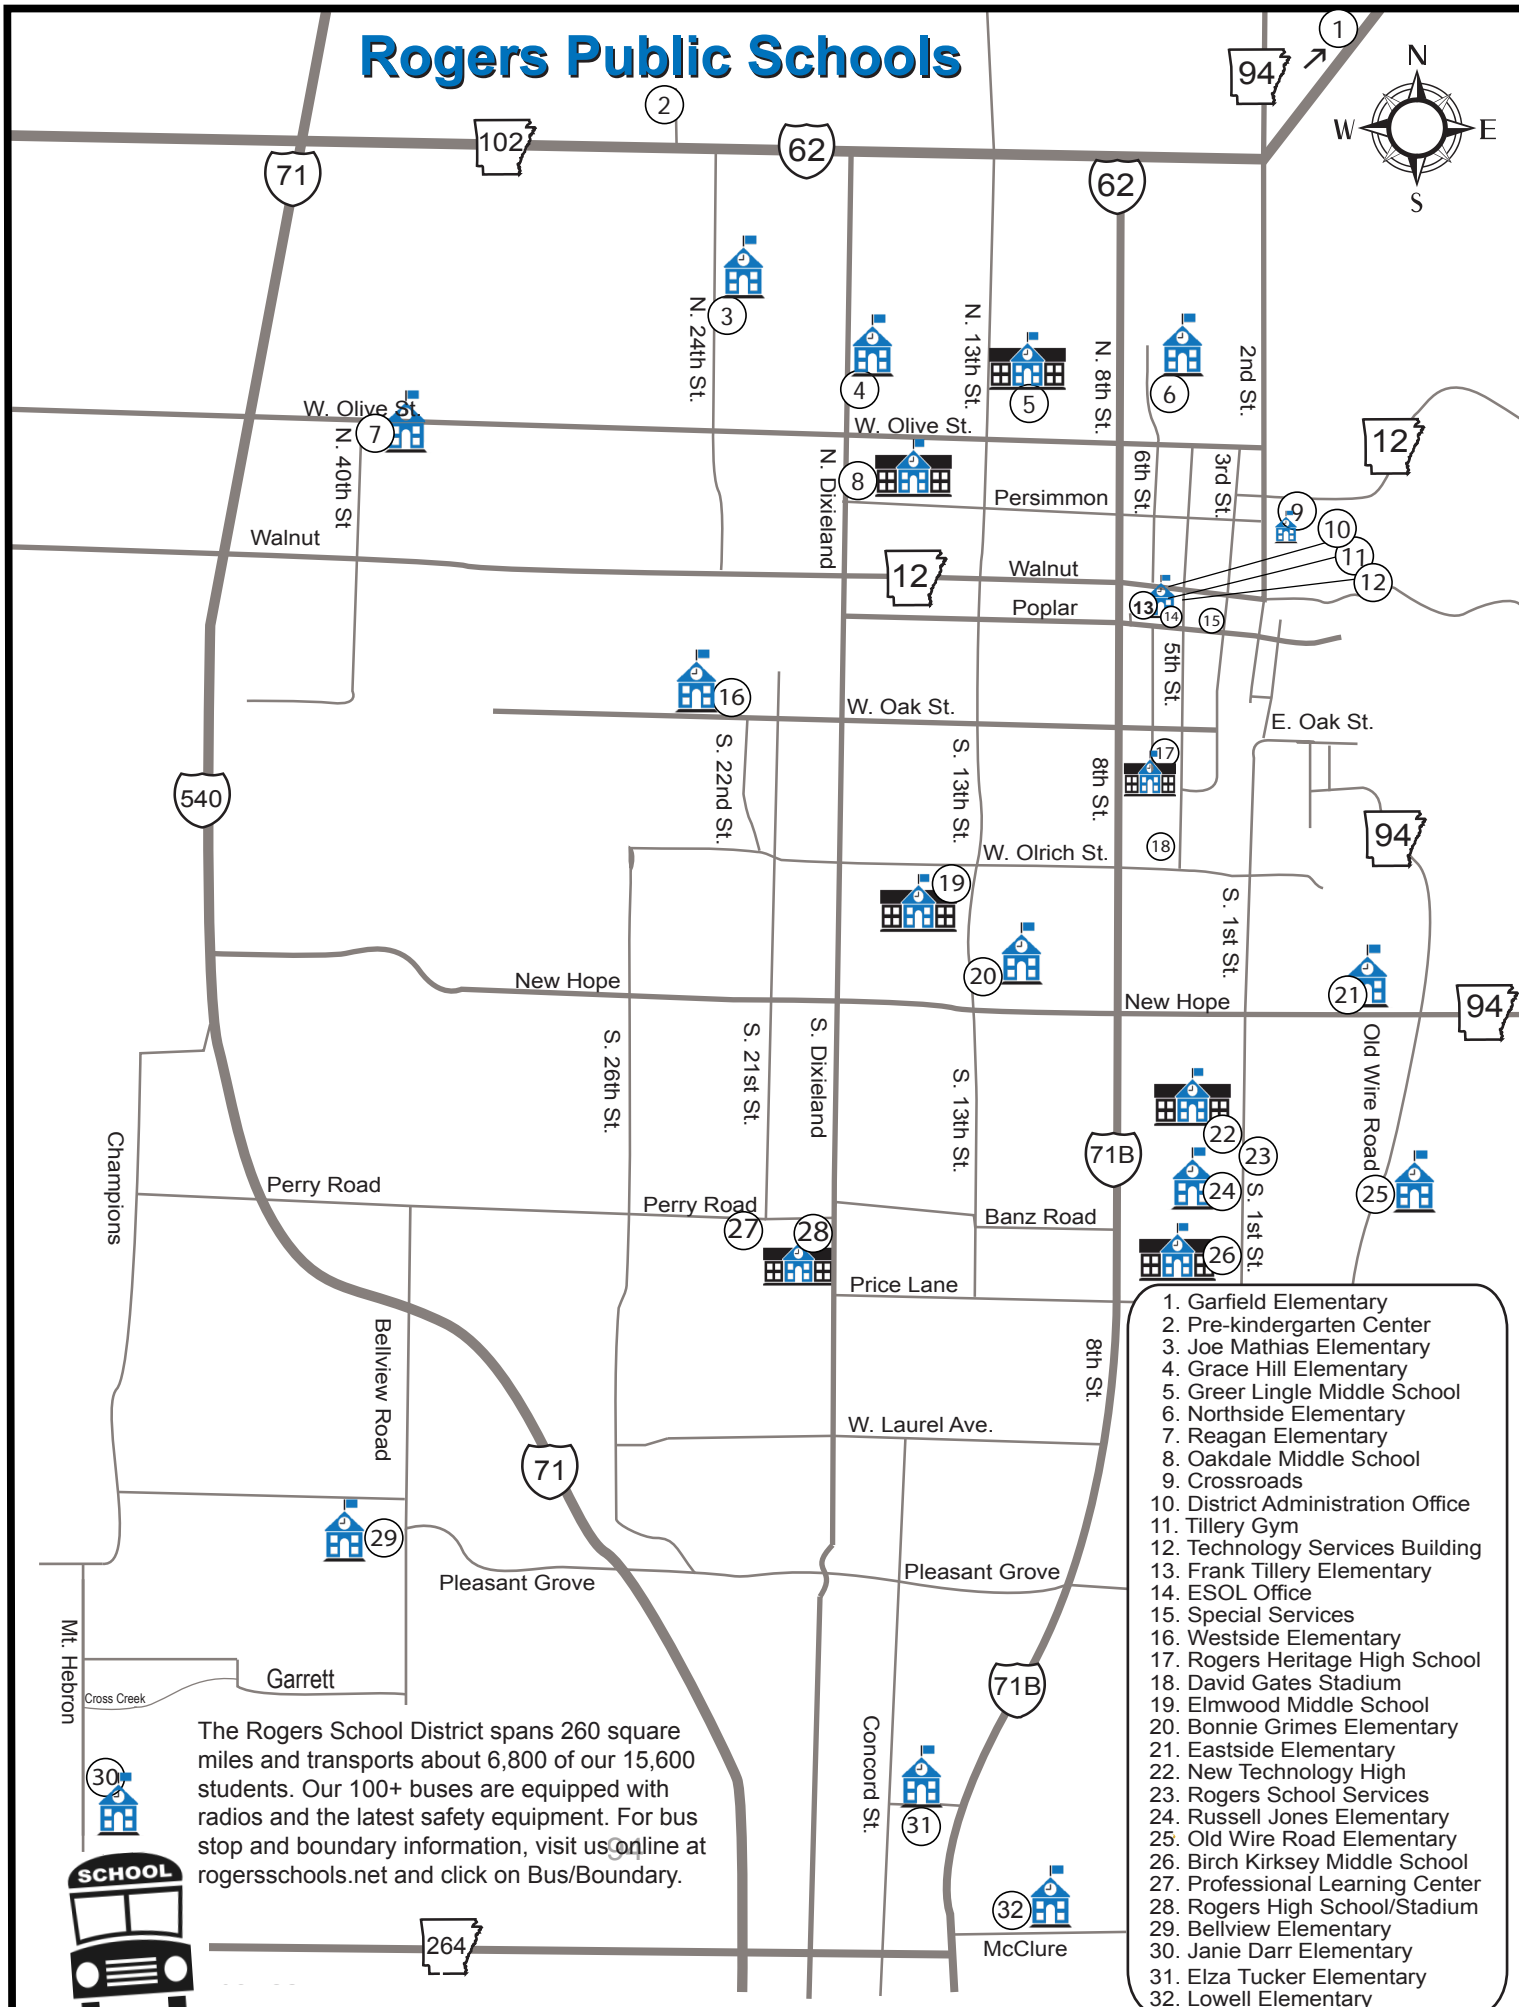 Rogers Public Schools
1
94
N
W
E
S
2
102
62
71
62
3
N. 24th St.
4
N. 13th St.
5
N. 8th St.
6
2nd St.
W. Olive St.
7
N. 40th St
W. Olive St.
12
8
N. Dixieland
Persimmon
6th St.
3rd St.
9
10
11
12
Walnut
12
Walnut
13
14
15
Poplar
5th St.
16
W. Oak St.
E. Oak St.
S. 22nd St.
S. 13th St.
8th St.
17
540
94
18
W. Olrich St.
19
S. 1st St.
20
21
New Hope
New Hope
94
S. 26th St.
S. 21st St.
S. Dixieland
S. 13th St.
Old Wire Road
22
71B
23
24
25
Champions
Perry Road
Perry Road
27
28
Banz Road
S. 1st St.
26
Price Lane
Bellview Road
8th St.
W. Laurel Ave.
71
29
Pleasant Grove
Pleasant Grove
Mt. Hebron
Garrett
Cross Creek
71B
Concord St.
30
31
32
McClure
The Rogers School District spans 260 square
miles and transports about 6,800 of our 15,600
students. Our 100+ buses are equipped with
radios and the latest safety equipment. For bus
stop and boundary information, visit us online at
rogersschools.net and click on Bus/Boundary.
94
SCHOOL
264
1. Garfield Elementary
2. Pre-kindergarten Center
3. Joe Mathias Elementary
4. Grace Hill Elementary
5. Greer Lingle Middle School
6. Northside Elementary
7. Reagan Elementary
8. Oakdale Middle School
9. Crossroads
10. District Administration Office
11. Tillery Gym
12. Technology Services Building
13. Frank Tillery Elementary
14. ESOL Office
15. Special Services
16. Westside Elementary
17. Rogers Heritage High School
18. David Gates Stadium
19. Elmwood Middle School
20. Bonnie Grimes Elementary
21. Eastside Elementary
22. New Technology High
23. Rogers School Services
24. Russell Jones Elementary
25. Old Wire Road Elementary
26. Birch Kirksey Middle School
27. Professional Learning Center
28. Rogers High School/Stadium
29. Bellview Elementary
30. Janie Darr Elementary
31. Elza Tucker Elementary
32. Lowell Elementary